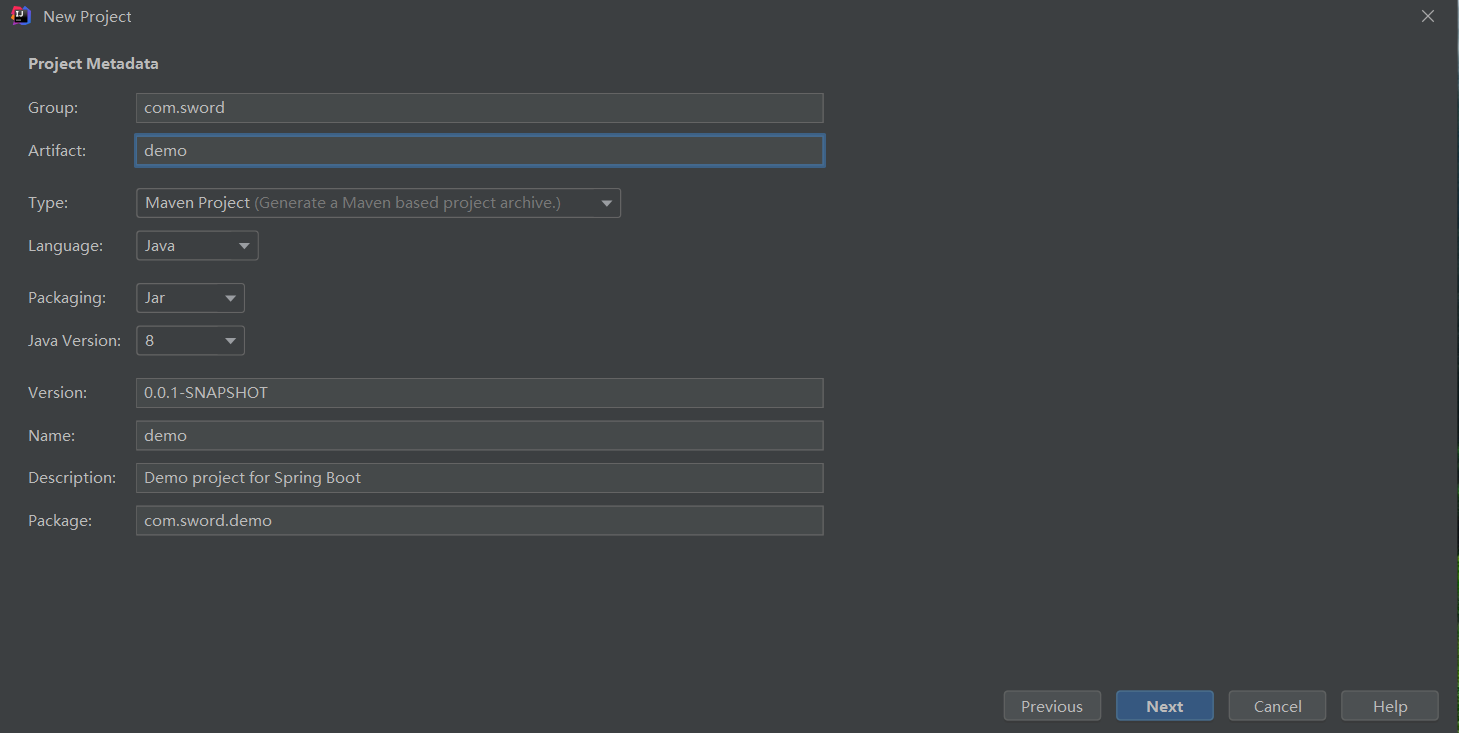 New Project
Project Metadata
Group: com.sword
Artifact: demo
Type: Maven Project (Generate a Maven based project archive.)
Language: Java
Packaging: Jar
Java Version: 8
Version: 0.0.1-SNAPSHOT
Name: demo
Description: Demo project for Spring Boot
Package: com.sword.demo
Previous Next Cancel Help